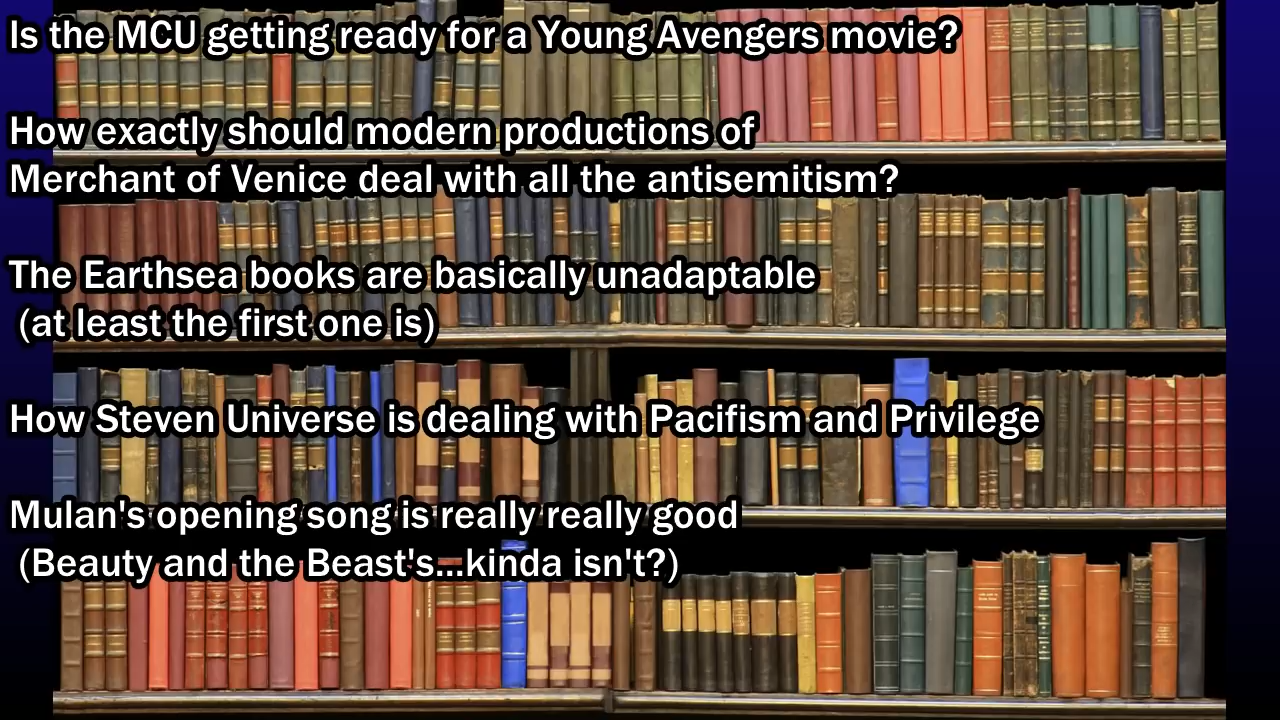 Is the MCU getting ready for a Young Avengers movie?
How exactly should modern productions of
Merchant of Venice deal with all the antisemitism?
The Earthsea books are basically unadaptable
(at least the first one is)
How Steven Universe is dealing with Pacifism and Privilege
Mulan's opening song is really really good
(Beauty and the Beast's...kinda isn't?)